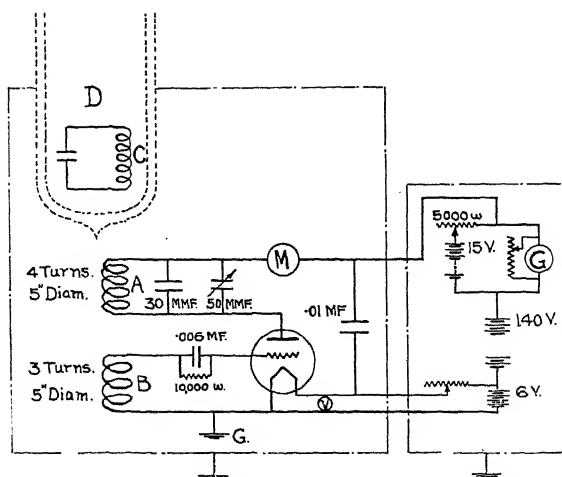 D
C
5000 ω
15 V.
G
M
4 Turns.
5" Diam.
A
30 MMF.
50 MMF.
.01 MF
140 V.
.006 MF.
3 Turns.
5" Diam.
B
10,000 ω.
V
6 V.
G.